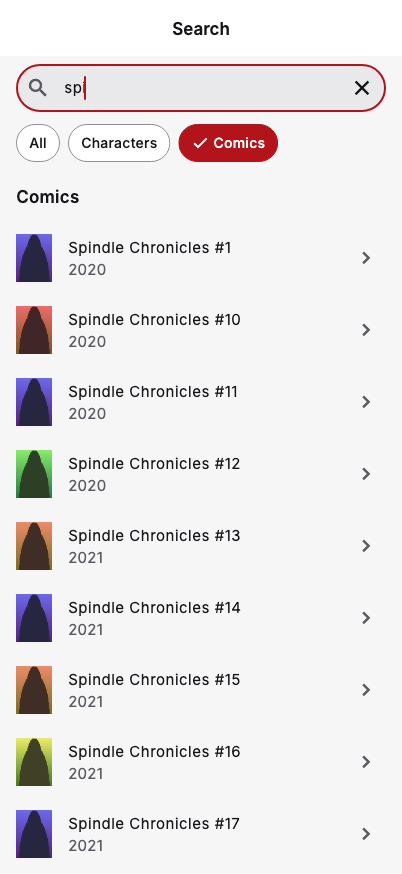 Search
spi
All
Characters
Comics
Comics
Spindle Chronicles #1
2020
Spindle Chronicles #10
2020
Spindle Chronicles #11
2020
Spindle Chronicles #12
2020
Spindle Chronicles #13
2021
Spindle Chronicles #14
2021
Spindle Chronicles #15
2021
Spindle Chronicles #16
2021
Spindle Chronicles #17
2021